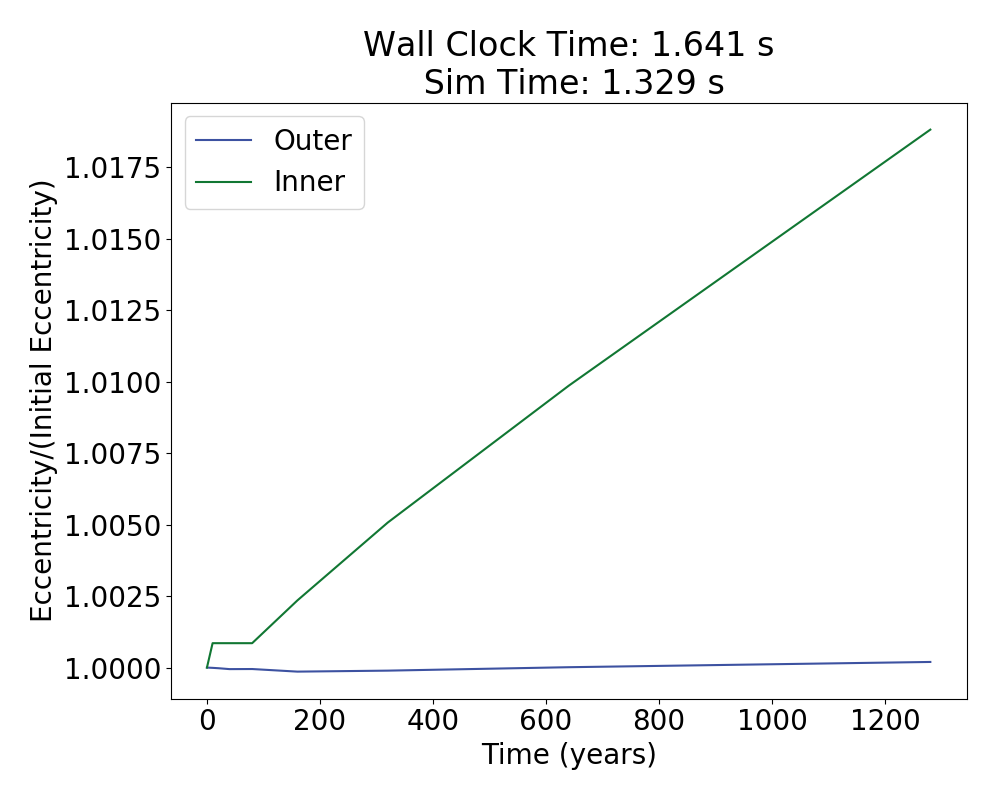 Wall Clock Time: 1.641 s
Sim Time: 1.329 s
Outer
Inner
Eccentricity/(Initial Eccentricity)
1.0175
1.0150
1.0125
1.0100
1.0075
1.0050
1.0025
1.0000
0 200 400 600 800 1000 1200
Time (years)